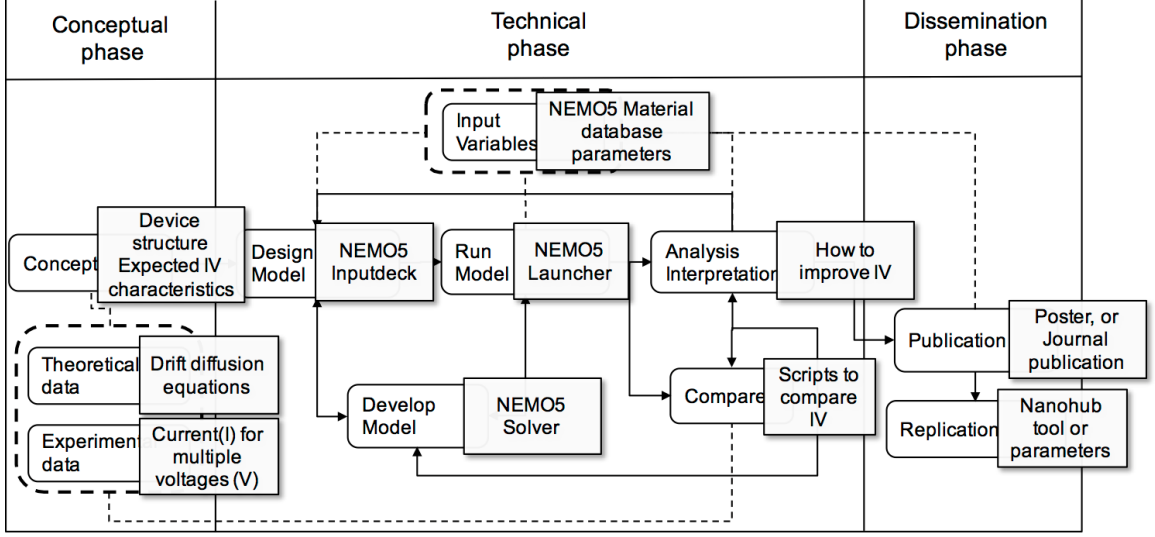 Conceptual
phase
Technical
phase
Dissemination
phase
Input
Variables
NEMO5 Material
database
parameters
Concept
Device
structure
Expected IV
characteristics
Design
Model
NEMO5
Inputdeck
Run
Model
NEMO5
Launcher
Analysis
Interpretation
How to
improve IV
Theoretical
data
Drift diffusion
equations
Experimenta
data
Current(I) for
multiple
voltages (V)
Develop
Model
NEMO5
Solver
Compare
Scripts to
compare
IV
Publication
Poster, or
Journal
publication
Replication
Nanohub
tool or
parameters